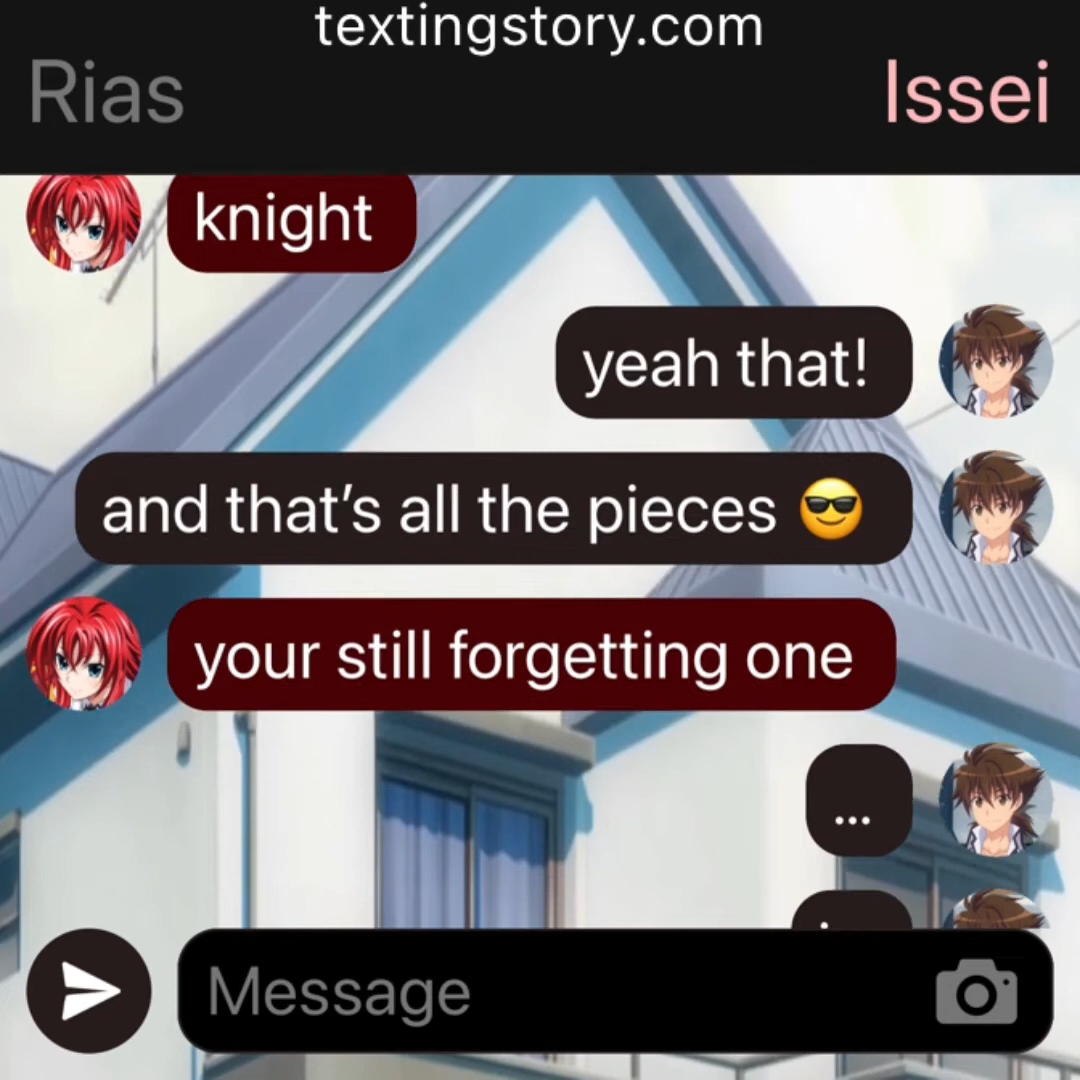 textingstory.com
Rias
Issei
knight
yeah that!
and that's all the pieces 😎
your still forgetting one
...
Message